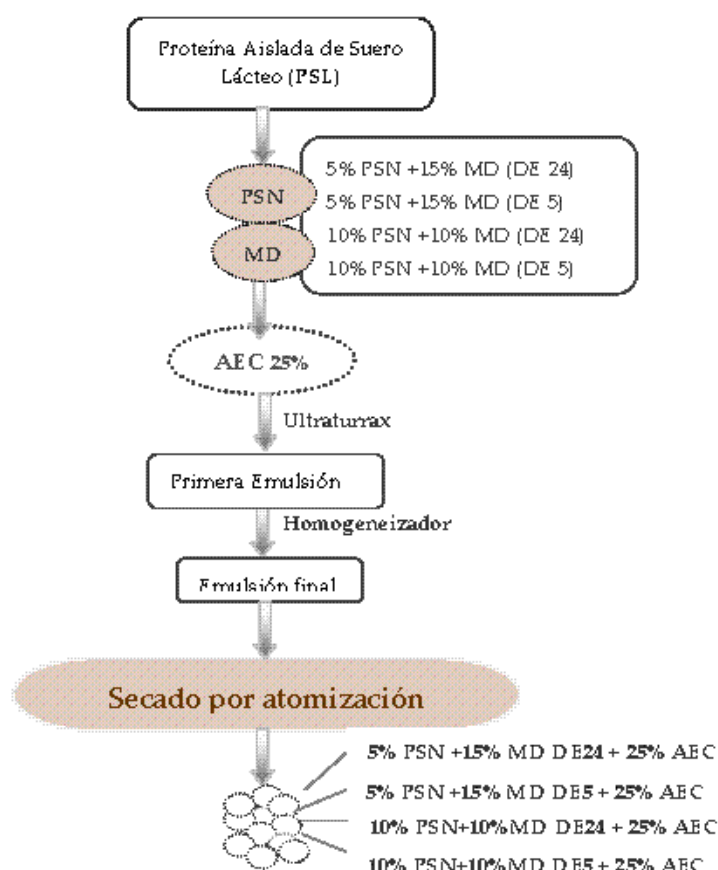 Proteína Aislada de Suero
Lácteo (PSL)
PSN
MD
5% PSN +15% MD (DE 24)
5% PSN +15% MD (DE 5)
10% PSN +10% MD (DE 24)
10% PSN +10% MD (DE 5)
AEC 25%
Ultraturrax
Primera Emulsión
Homogeneizador
Emulsión final
Secado por atomización
5% PSN +15% MD DE24 + 25% AEC
5% PSN +15% MD DE5 + 25% AEC
10% PSN+10%MD DE24 + 25% AEC
10% PSN+10%MD DE5 + 25% AEC